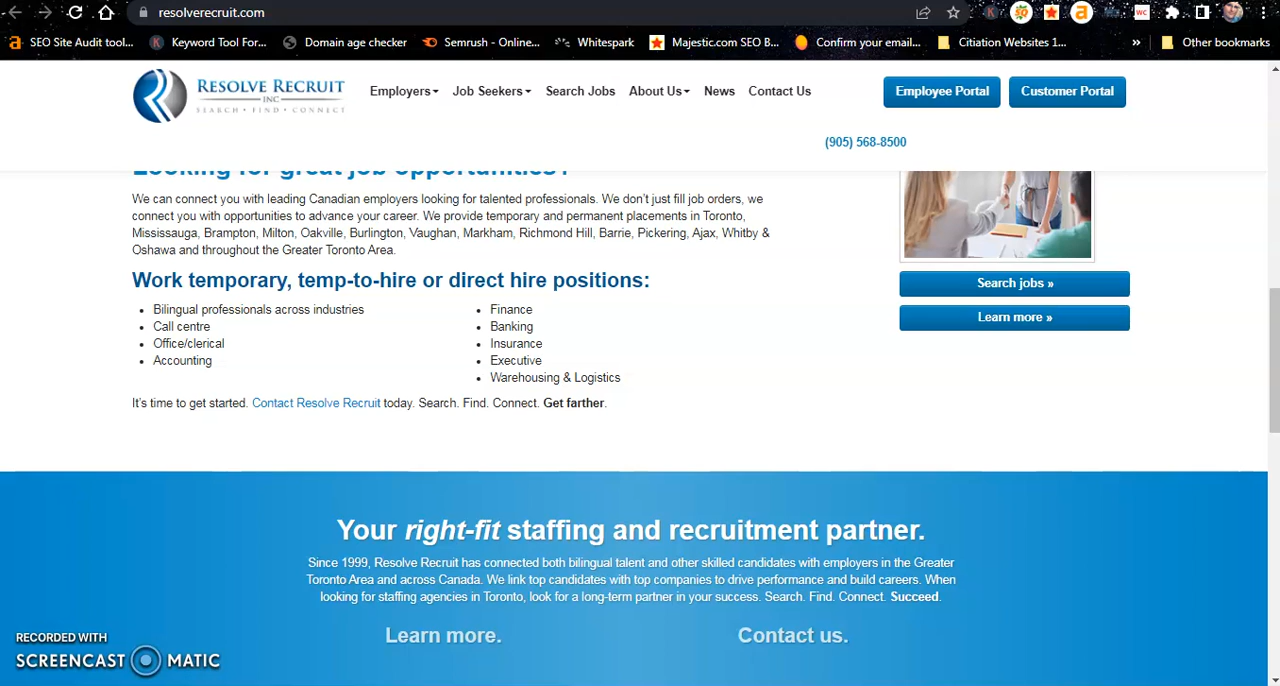 resolverecruit.com
SEO Site Audit tool... Keyword Tool For... Domain age checker Semrush - Online... Whitespark Majestic.com SEO B... Confirm your email... Citiation Websites 1... » Other bookmarks
RESOLVE RECRUIT
INC
SEARCH • FIND • CONNECT
Employers Job Seekers Search Jobs About Us News Contact Us
Employee Portal Customer Portal
(905) 568-8500
Looking for great job opportunities?
We can connect you with leading Canadian employers looking for talented professionals. We don't just fill job orders, we
connect you with opportunities to advance your career. We provide temporary and permanent placements in Toronto,
Mississauga, Brampton, Milton, Oakville, Burlington, Vaughan, Markham, Richmond Hill, Barrie, Pickering, Ajax, Whitby &
Oshawa and throughout the Greater Toronto Area.
Work temporary, temp-to-hire or direct hire positions:
• Bilingual professionals across industries
• Call centre
• Office/clerical
• Accounting
• Finance
• Banking
• Insurance
• Executive
• Warehousing & Logistics
It's time to get started. Contact Resolve Recruit today. Search. Find. Connect. Get farther.
Search jobs »
Learn more »
Your right-fit staffing and recruitment partner.
Since 1999, Resolve Recruit has connected both bilingual talent and other skilled candidates with employers in the Greater
Toronto Area and across Canada. We link top candidates with top companies to drive performance and build careers. When
looking for staffing agencies in Toronto, look for a long-term partner in your success. Search. Find. Connect. Succeed.
Learn more. Contact us.
RECORDED WITH
SCREENCAST MATIC